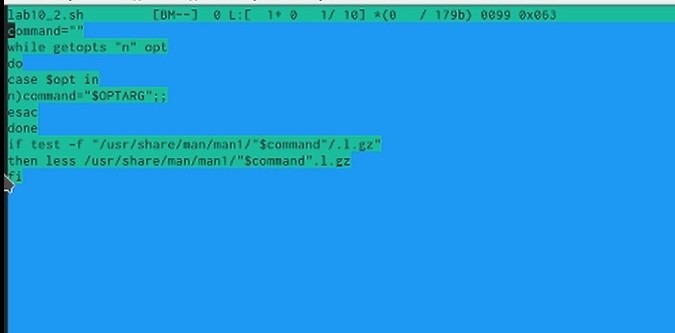 lab10_2.sh [BM--] 0 L:[ 1+ 0 1/ 10] *(0 / 179b) 0099 0x063
command=""
while getopts "n" opt
do
case $opt in
n)command="$OPTARG";;
esac
done
if test -f "/usr/share/man/man1/"$command"/.l.gz"
then less /usr/share/man/man1/"$command".l.gz
fi